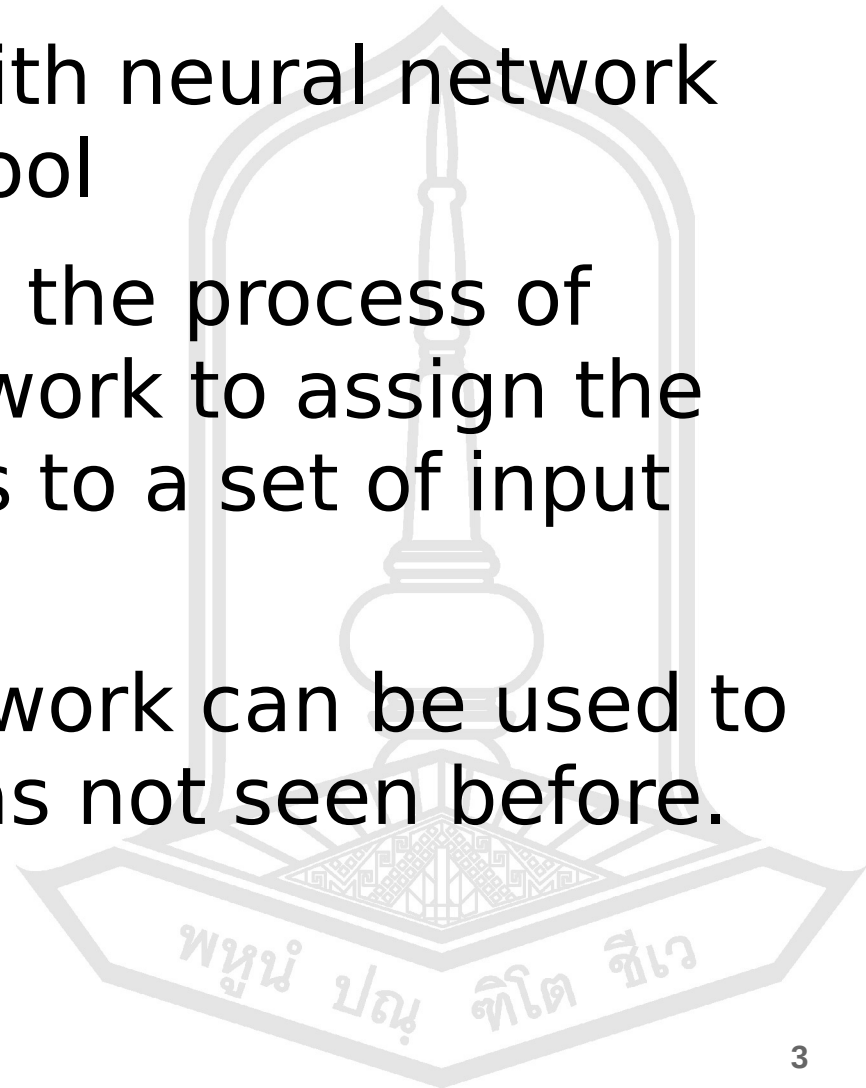 ith neural network
ool
the process of
work to assign the
s to a set of input
work can be used to
as not seen before.
พหูนํ ปณฺ ฑิโต ชีเว
3